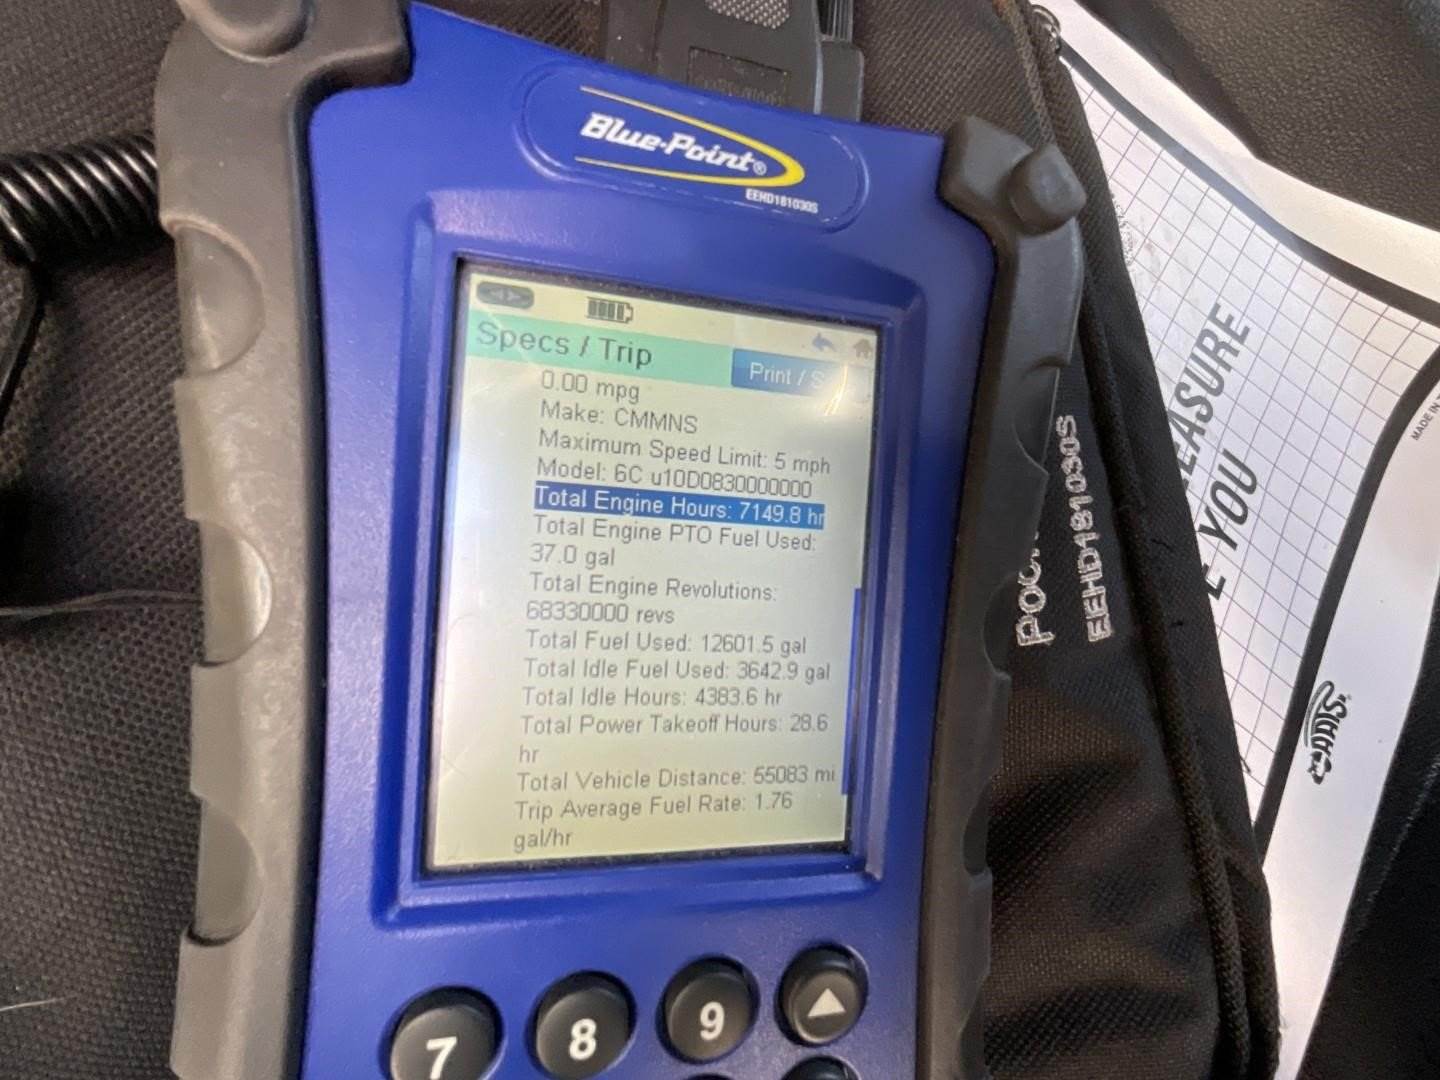 Blue-Point®
EEHD181030S
Specs / Trip
Print / S
0.00 mpg
Make: CMMNS
Maximum Speed Limit: 5 mph
Model: 6C u10D0830000000
Total Engine Hours: 7149.8 hr
Total Engine PTO Fuel Used:
37.0 gal
Total Engine Revolutions:
68330000 revs
Total Fuel Used: 12601.5 gal
Total Idle Fuel Used: 3642.9 gal
Total Idle Hours: 4383.6 hr
Total Power Takeoff Hours: 28.6
hr
Total Vehicle Distance: 55083 mi
Trip Average Fuel Rate: 1.76
gal/hr
7
8
9
EEHD181030S
YOU
MADE IN